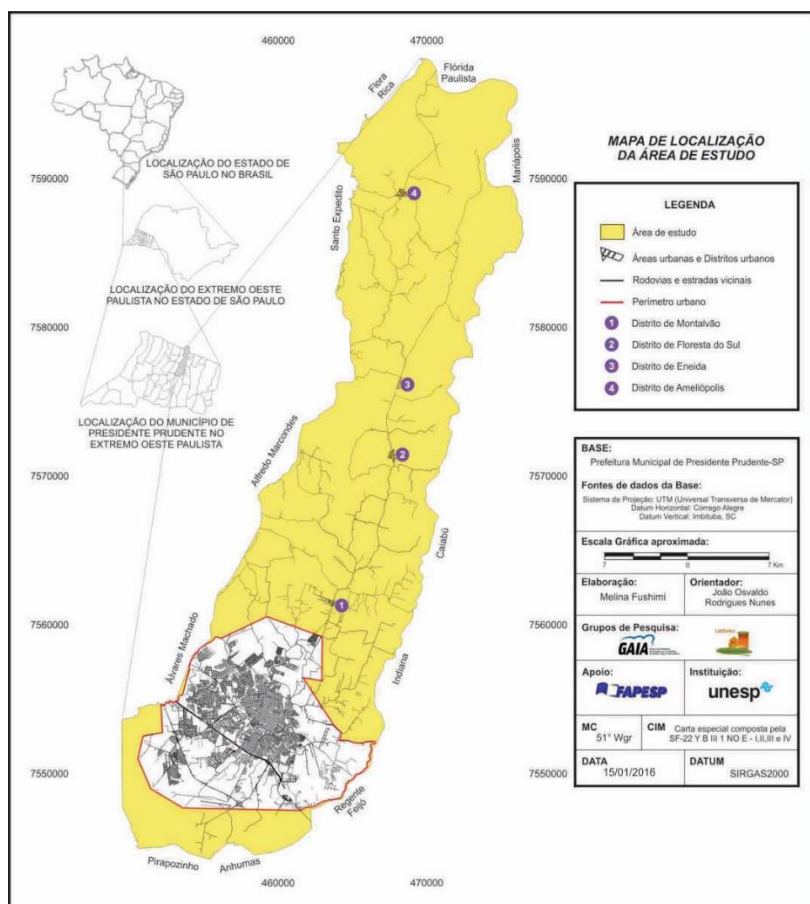 460000
470000
Flora
Rica
Flórida
Paulista
Mariápolis
7590000
7590000
Santo Expedito
4
LOCALIZAÇÃO DO ESTADO DE
SÃO PAULO NO BRASIL
LOCALIZAÇÃO DO EXTREMO OESTE
PAULISTA NO ESTADO DE SÃO PAULO
LOCALIZAÇÃO DO MUNICÍPIO DE
PRESIDENTE PRUDENTE NO
EXTREMO OESTE PAULISTA
7580000
7580000
3
2
Alfredo Marcondes
7570000
7570000
Caiabú
1
7560000
7560000
Álvares Machado
Indiana
7550000
7550000
Regente
Feijó
Pirapozinho
Anhumas
460000
470000
MAPA DE LOCALIZAÇÃO
DA ÁREA DE ESTUDO
LEGENDA
Área de estudo
Áreas urbanas e Distritos urbanos
Rodovias e estradas vicinais
Perímetro urbano
1 Distrito de Montalvão
2 Distrito de Floresta do Sul
3 Distrito de Eneida
4 Distrito de Ameliópolis
BASE:
Prefeitura Municipal de Presidente Prudente-SP
Fontes de dados da Base:
Sistema de Projeção: UTM (Universal Transversa de Mercator)
Datum Horizontal: Córrego Alegre
Datum Vertical: Imbituba, SC
Escala Gráfica aproximada:
7 0 7 Km
Elaboração:
Melina Fushimi
Orientador:
João Osvaldo
Rodrigues Nunes
Grupos de Pesquisa:
GAIA
Apoio:
FAPESP
Instituição:
unesp
MC
51° Wgr
CIM Carta especial composta pela
SF-22 Y B III 1 NO E - I,II,III e IV
DATA
15/01/2016
DATUM
SIRGAS2000